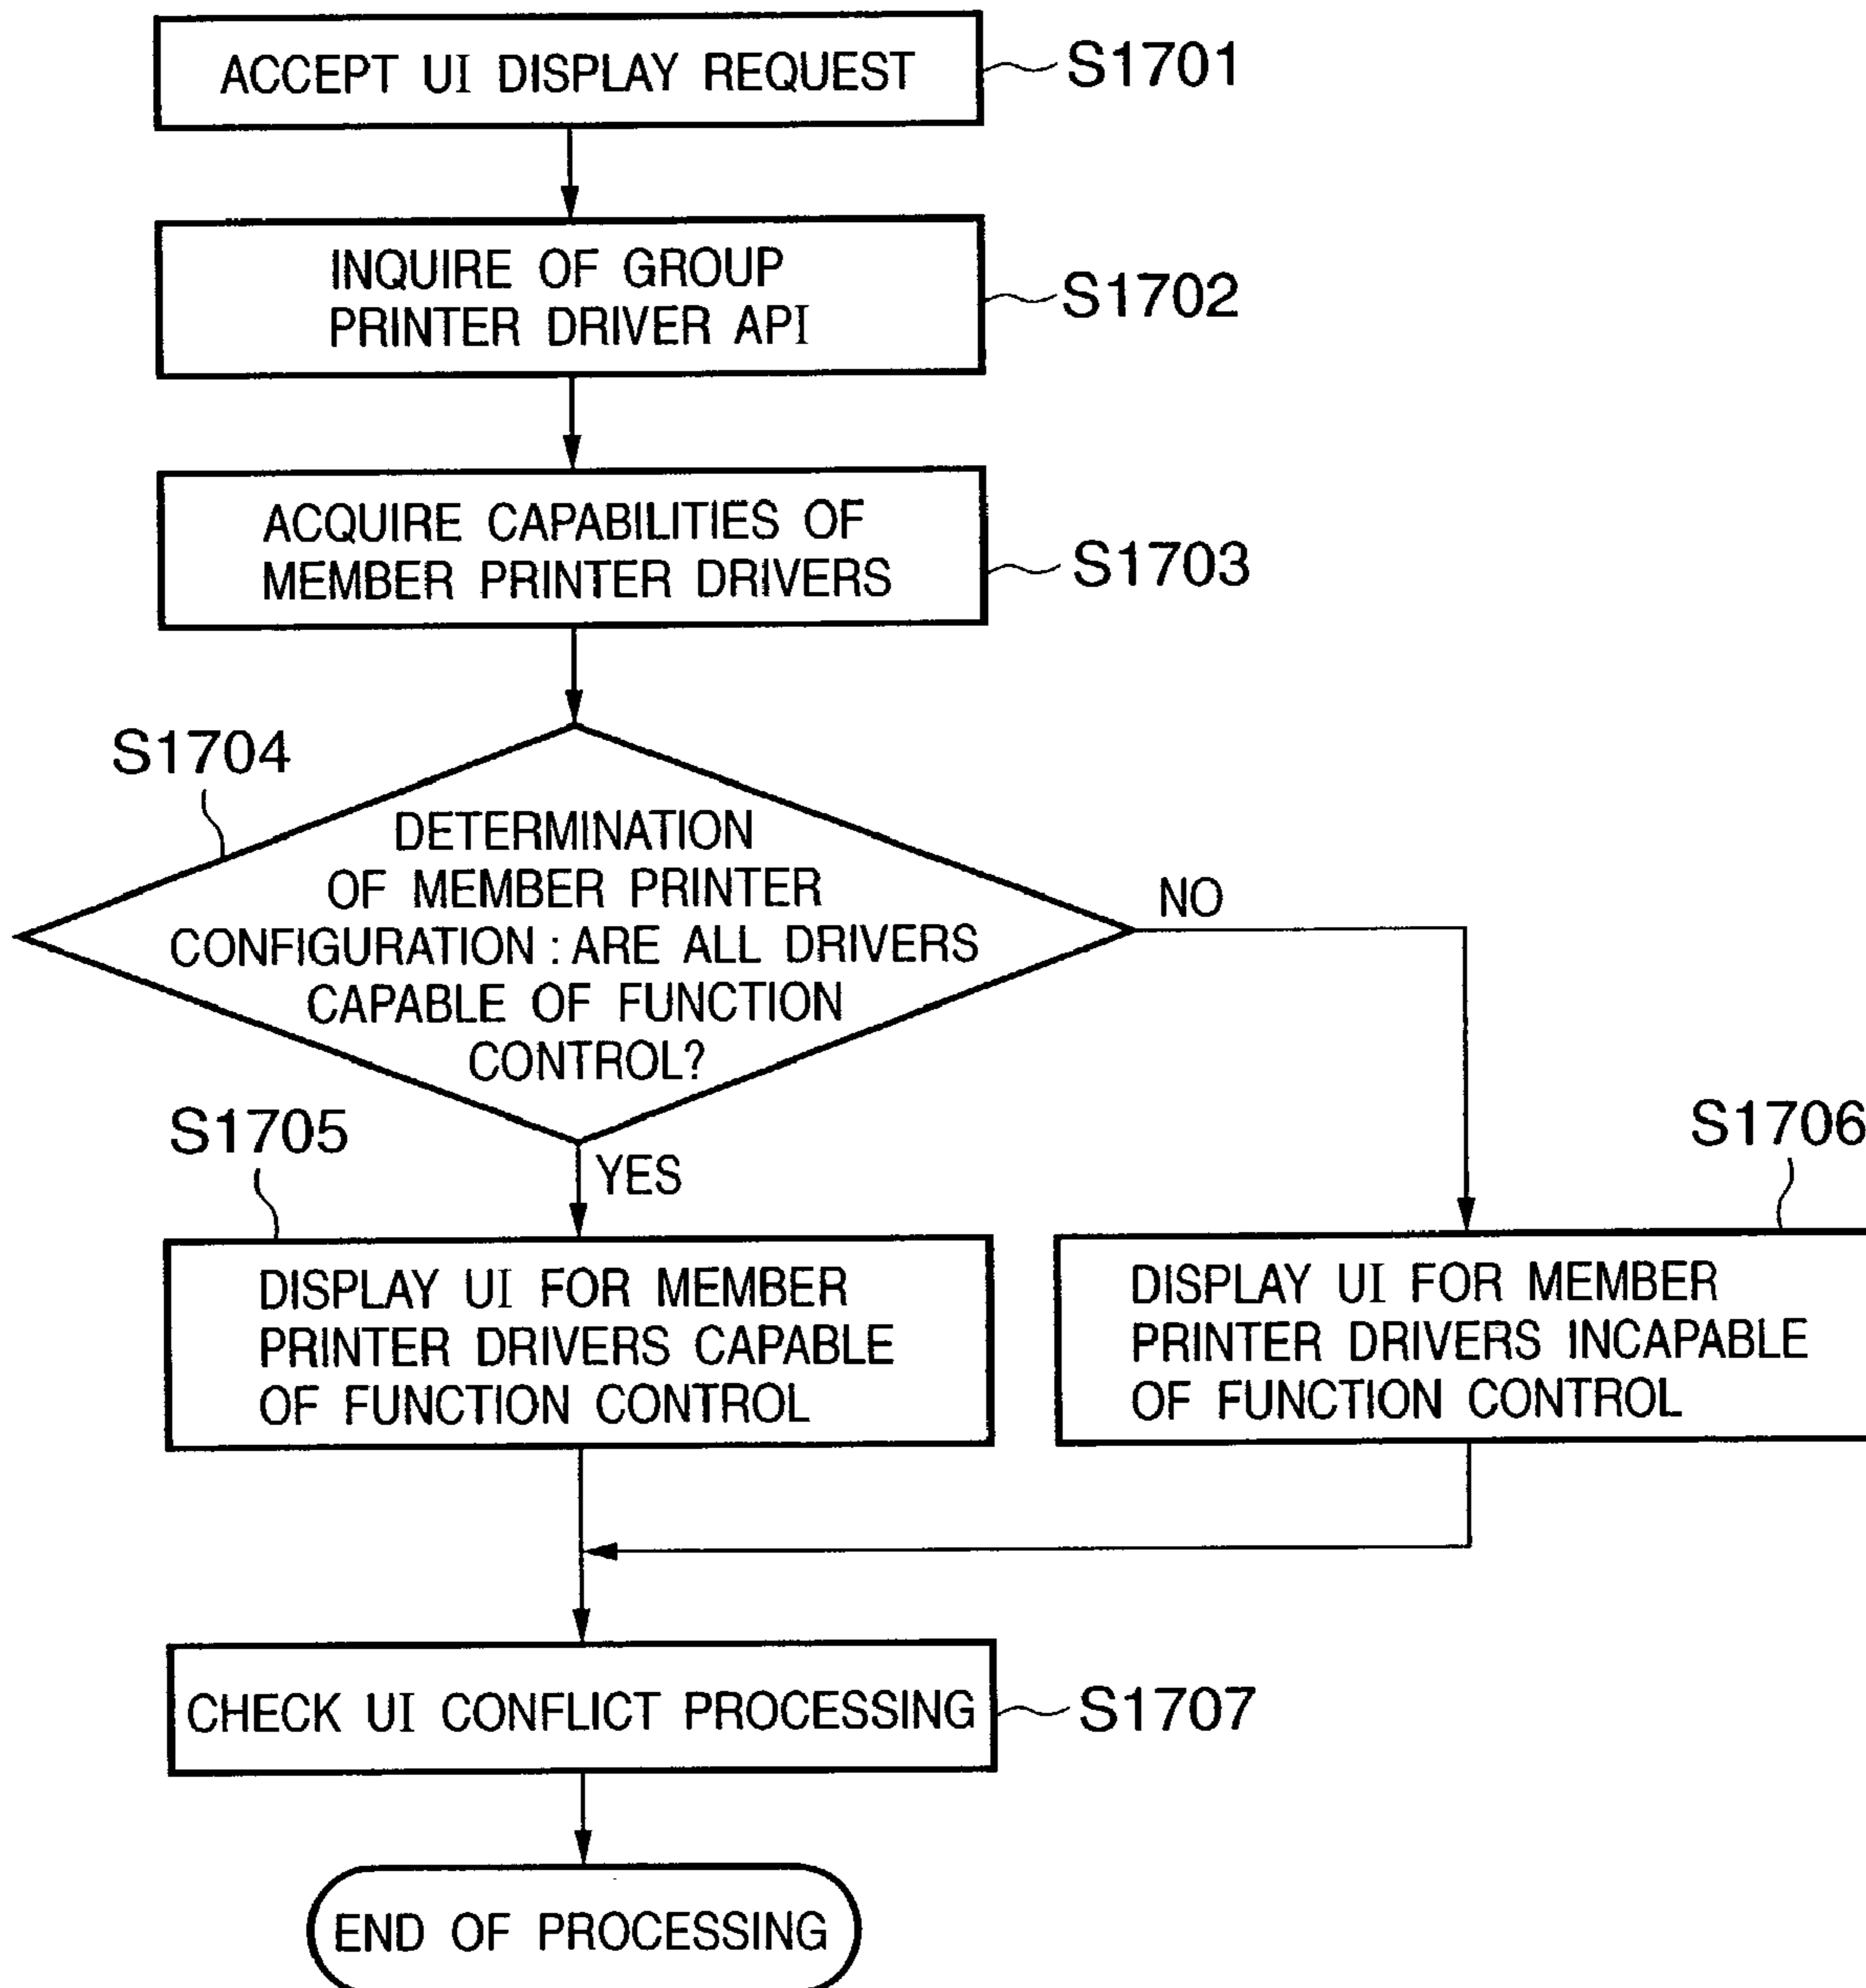 ACCEPT UI DISPLAY REQUEST
S1701
INQUIRE OF GROUP
PRINTER DRIVER API
S1702
ACQUIRE CAPABILITIES OF
MEMBER PRINTER DRIVERS
S1703
S1704
DETERMINATION
OF MEMBER PRINTER
CONFIGURATION : ARE ALL DRIVERS
CAPABLE OF FUNCTION
CONTROL?
NO
YES
S1705
DISPLAY UI FOR MEMBER
PRINTER DRIVERS CAPABLE
OF FUNCTION CONTROL
S1706
DISPLAY UI FOR MEMBER
PRINTER DRIVERS INCAPABLE
OF FUNCTION CONTROL
CHECK UI CONFLICT PROCESSING
S1707
END OF PROCESSING